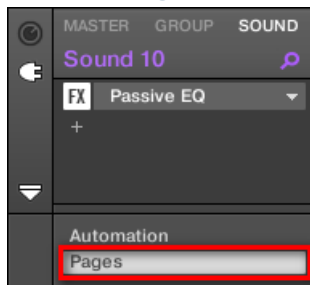 MASTER GROUP SOUND
Sound 10
FX Passive EQ
+
Automation
Pages